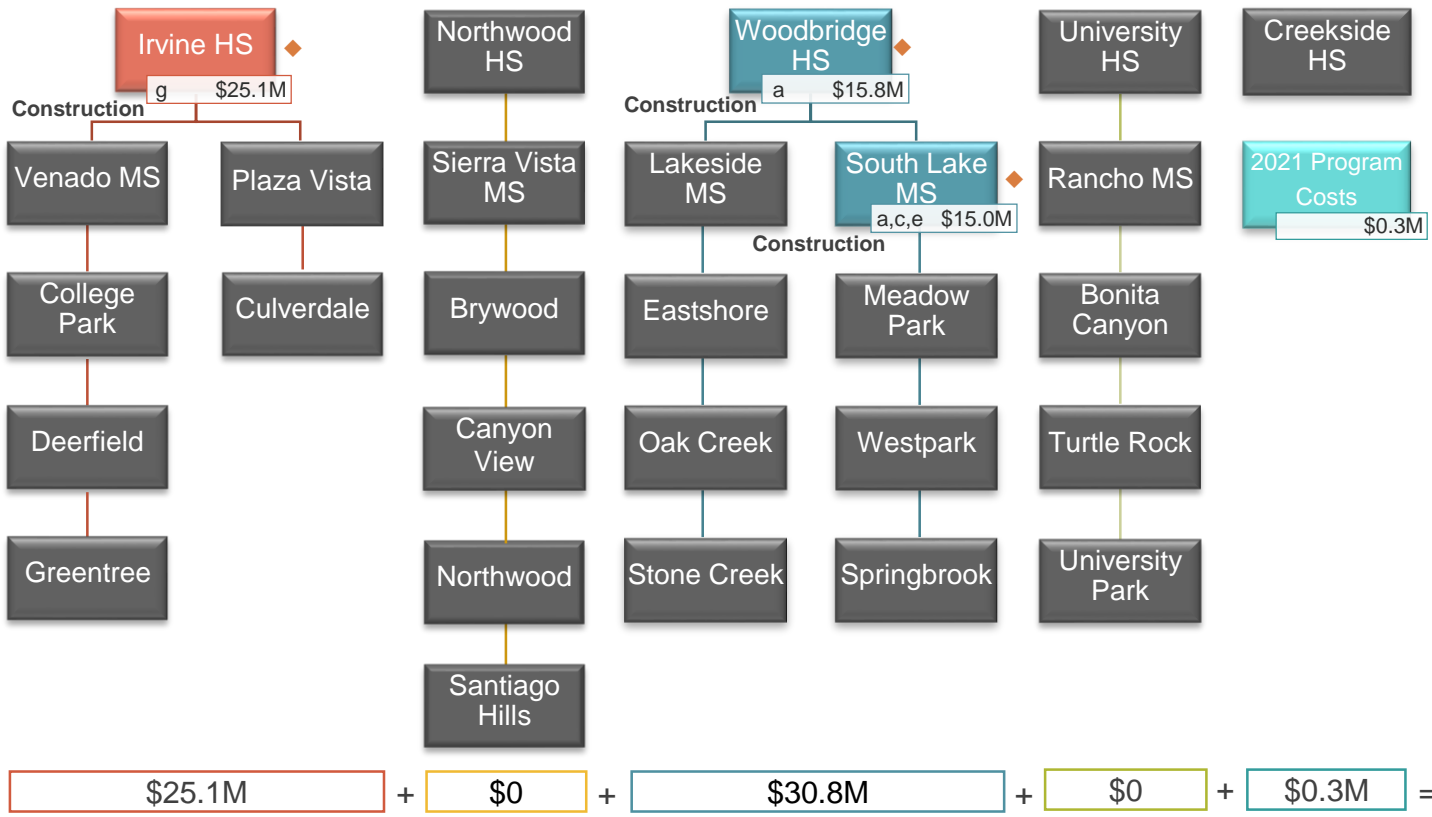 Irvine HS
g $25.1M
Construction
Northwood
HS
Woodbridge
HS
a $15.8M
Construction
University
HS
Creekside
HS
Venado MS
Plaza Vista
Sierra Vista
MS
Lakeside
MS
South Lake
MS
a,c,e $15.0M
Construction
Rancho MS
2021 Program
Costs
$0.3M
College
Park
Culverdale
Brywood
Eastshore
Meadow
Park
Bonita
Canyon
Deerfield
Canyon
View
Oak Creek
Westpark
Turtle Rock
Greentree
Northwood
Stone Creek
Springbrook
University
Park
Santiago
Hills
$25.1M + $0 + $30.8M + $0 + $0.3M =